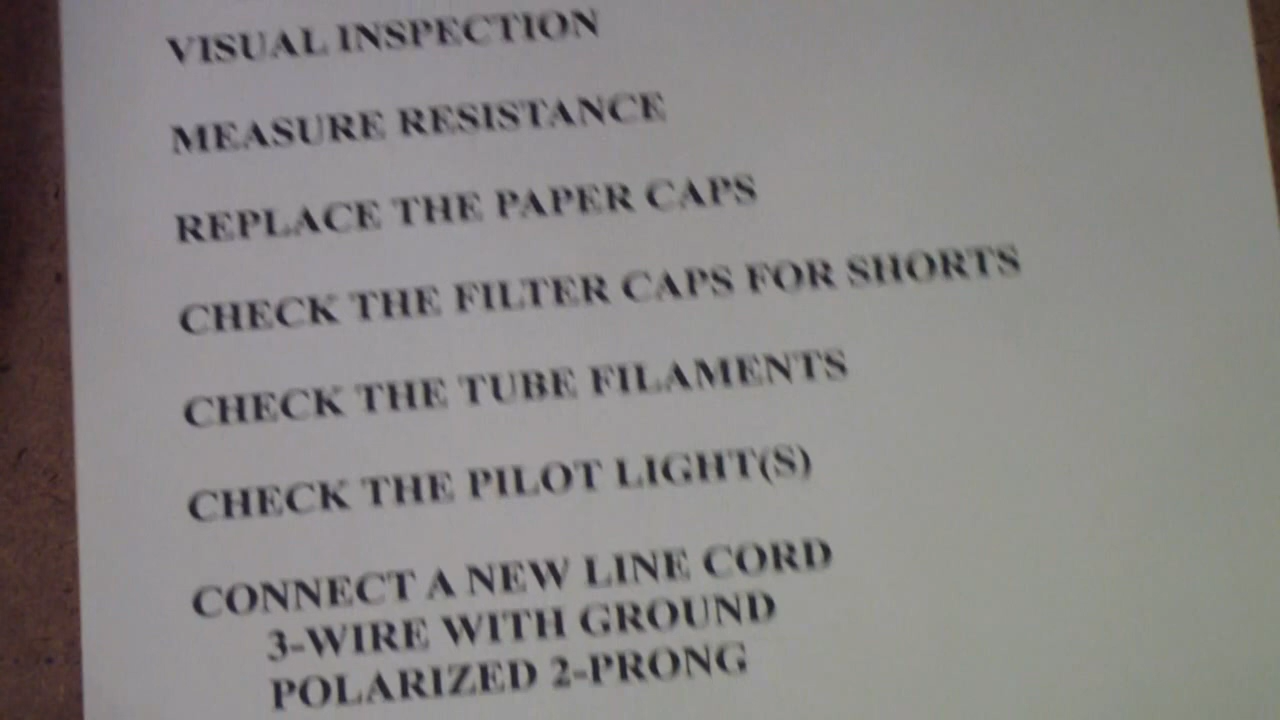 VISUAL INSPECTION
MEASURE RESISTANCE
REPLACE THE PAPER CAPS
CHECK THE FILTER CAPS FOR SHORTS
CHECK THE TUBE FILAMENTS
CHECK THE PILOT LIGHT(S)
CONNECT A NEW LINE CORD
3-WIRE WITH GROUND
POLARIZED 2-PRONG